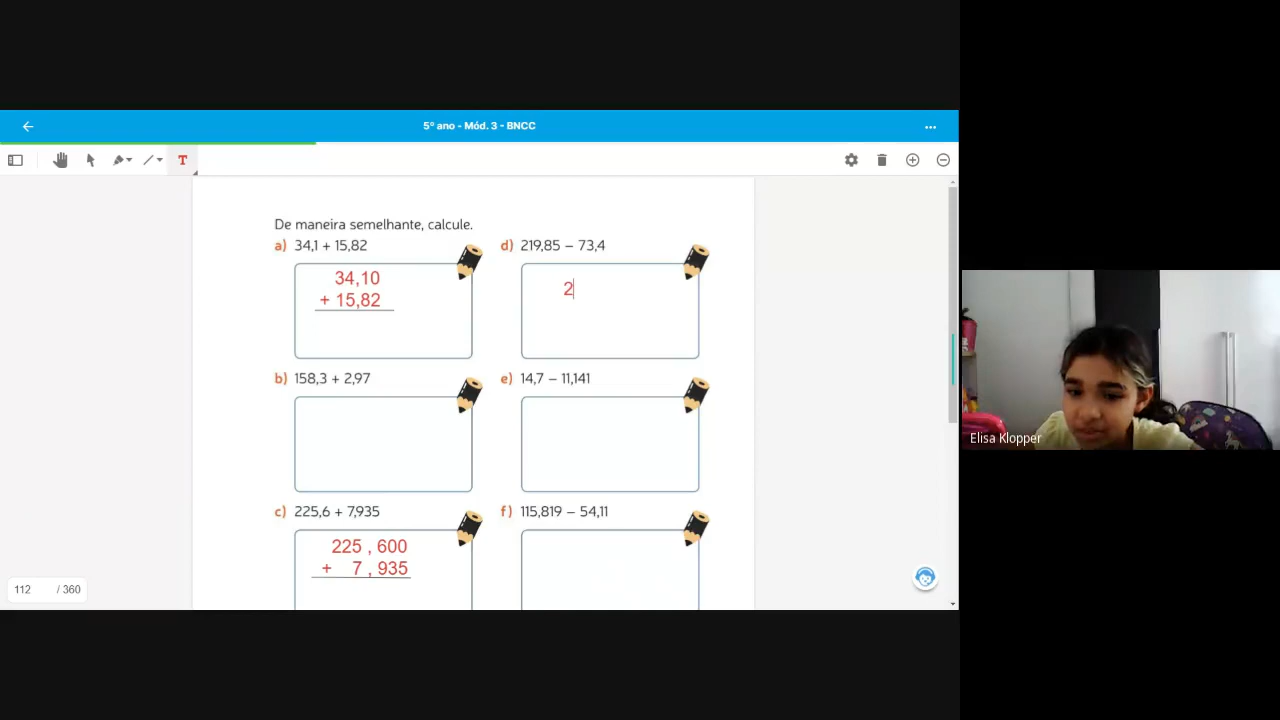 5º ano - Mód. 3 - BNCC
T
De maneira semelhante, calcule.
a) 34,1 + 15,82
34,10
+ 15,82
b) 158,3 + 2,97
c) 225,6 + 7,935
225 , 600
+ 7 , 935
d) 219,85 – 73,4
2
e) 14,7 – 11,141
f) 115,819 – 54,11
112 / 360
Elisa Klopper